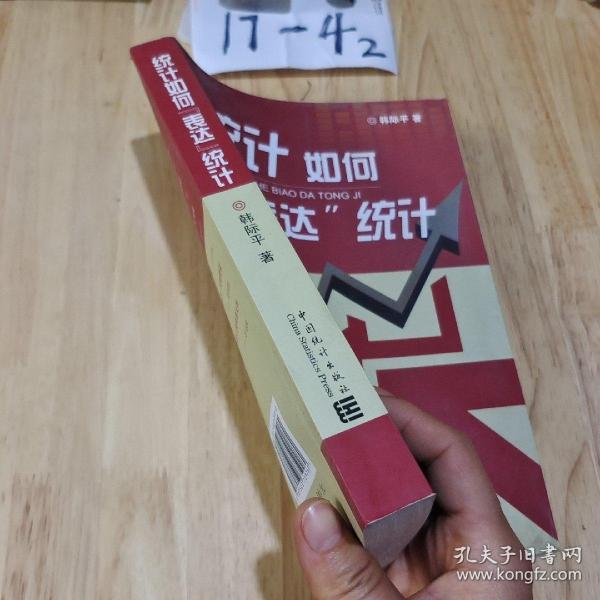 17-4₂
统计如何“表达”统计
◎ 韩际平 著
中国统计出版社
China Statistics Press
◎ 韩际平 著
统计 如何
HE BIAO DA TONG JI
表达”统计
孔夫子旧书网
www.kongfz.com